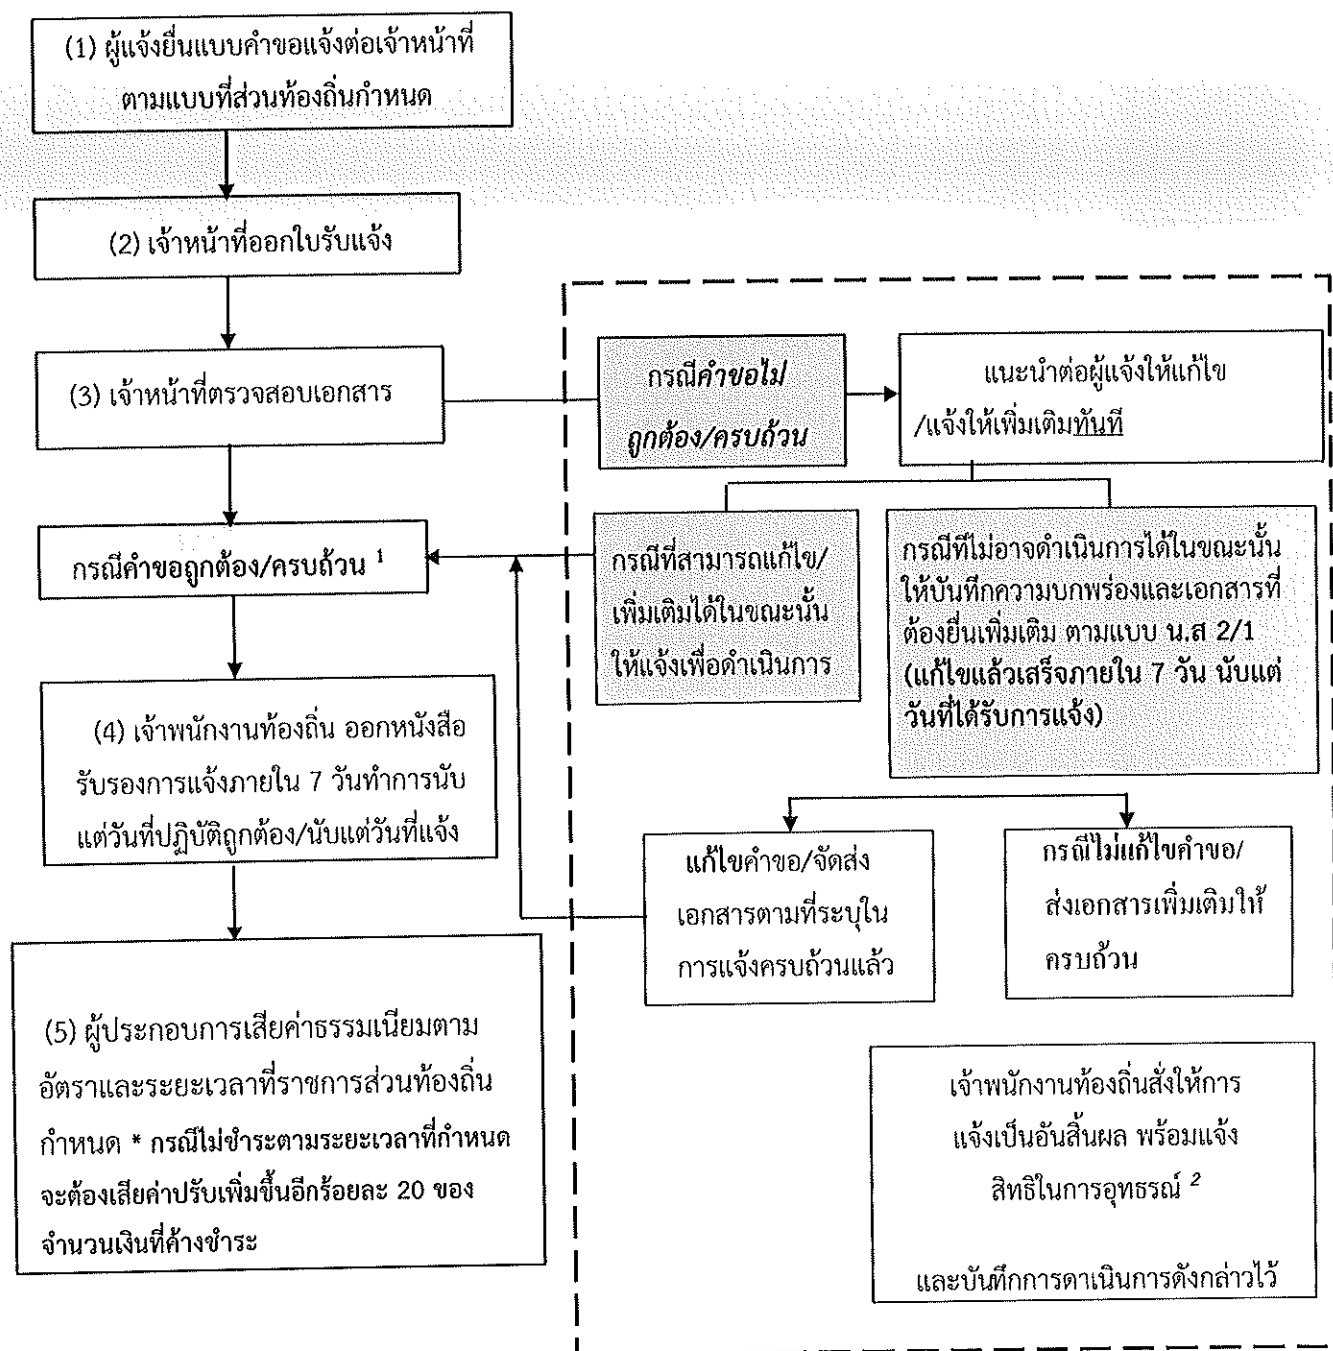 (1) ผู้แจ้งยื่นแบบคำขอแจ้งต่อเจ้าหน้าที่
ตามแบบที่ส่วนท้องถิ่นกำหนด
(2) เจ้าหน้าที่ออกใบรับแจ้ง
(3) เจ้าหน้าที่ตรวจสอบเอกสาร
กรณีคำขอไม่
ถูกต้อง/ครบถ้วน
แนะนำต่อผู้แจ้งให้แก้ไข
/แจ้งให้เพิ่มเติมทันที
กรณีคำขอถูกต้อง/ครบถ้วน 1
กรณีที่สามารถแก้ไข/
เพิ่มเติมได้ในขณะนั้น
ให้แจ้งเพื่อดำเนินการ
กรณีทีไม่อาจดำเนินการได้ในขณะนั้น
ให้บันทึกความบกพร่องและเอกสารที่
ต้องยื่นเพิ่มเติม ตามแบบ น.ส 2/1
(แก้ไขแล้วเสร็จภายใน 7 วัน นับแต่
วันที่ได้รับการแจ้ง)
(4) เจ้าพนักงานท้องถิ่น ออกหนังสือ
รับรองการแจ้งภายใน 7 วันทำการนับ
แต่วันที่ปฏิบัติถูกต้อง/นับแต่วันที่แจ้ง
แก้ไขคำขอ/จัดส่ง
เอกสารตามที่ระบุใน
การแจ้งครบถ้วนแล้ว
กรณีไม่แก้ไขคำขอ/
ส่งเอกสารเพิ่มเติมให้
ครบถ้วน
(5) ผู้ประกอบการเสียค่าธรรมเนียมตาม
อัตราและระยะเวลาที่ราชการส่วนท้องถิ่น
กำหนด * กรณีไม่ชำระตามระยะเวลาที่กำหนด
จะต้องเสียค่าปรับเพิ่มขึ้นอีกร้อยละ 20 ของ
จำนวนเงินที่ค้างชำระ
เจ้าพนักงานท้องถิ่นสั่งให้การ
แจ้งเป็นอันสิ้นผล พร้อมแจ้ง
สิทธิในการอุทธรณ์ 2
และบันทึกการดาเนินการดังกล่าวไว้